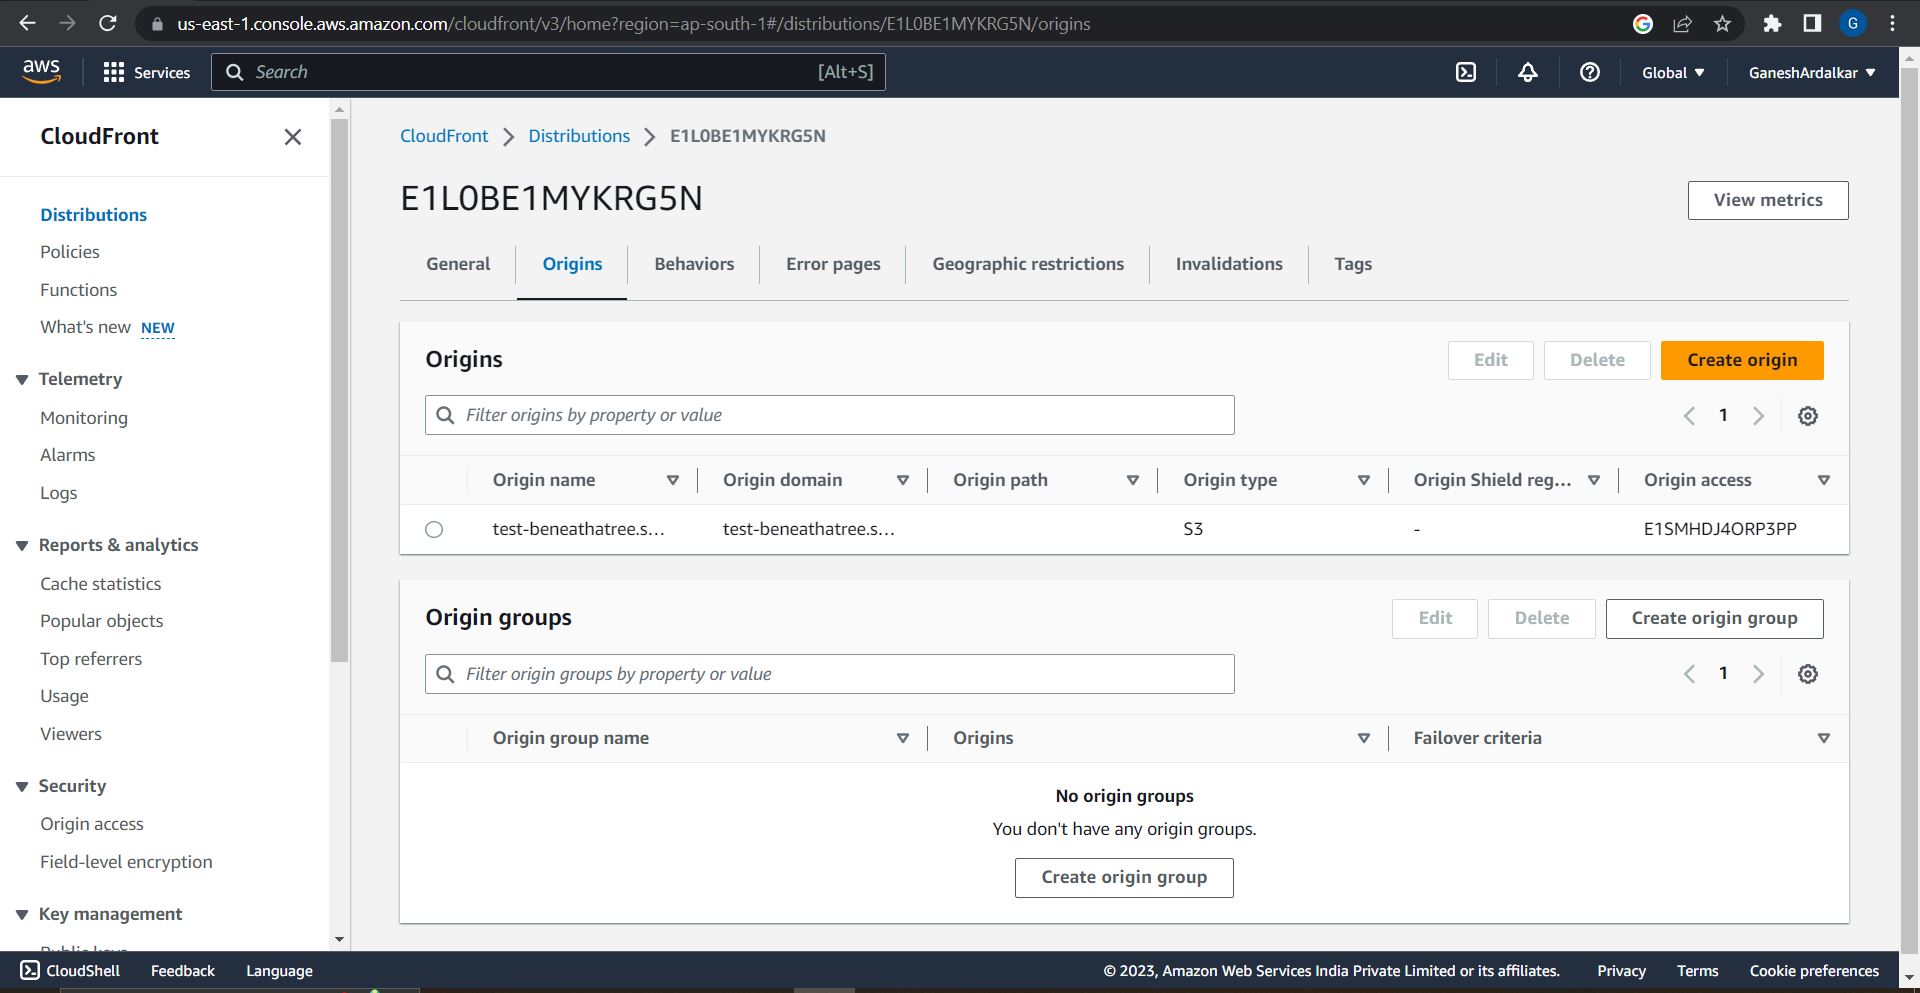 us-east-1.console.aws.amazon.com/cloudfront/v3/home?region=ap-south-1#/distributions/E1L0BE1MYKRG5N/origins
G
aws
Services
Search
[Alt+S]
Global
GaneshArdalkar
CloudFront
Distributions
Policies
Functions
What's new NEW
Telemetry
Monitoring
Alarms
Logs
Reports & analytics
Cache statistics
Popular objects
Top referrers
Usage
Viewers
Security
Origin access
Field-level encryption
Key management
CloudFront
Distributions
E1L0BE1MYKRG5N
E1L0BE1MYKRG5N
View metrics
General
Origins
Behaviors
Error pages
Geographic restrictions
Invalidations
Tags
Origins
Edit
Delete
Create origin
Filter origins by property or value
1
Origin name
Origin domain
Origin path
Origin type
Origin Shield reg...
Origin access
test-beneathatree.s...
test-beneathatree.s...
S3
-
E1SMHDJ4ORP3PP
Origin groups
Edit
Delete
Create origin group
Filter origin groups by property or value
1
Origin group name
Origins
Failover criteria
No origin groups
You don't have any origin groups.
Create origin group
CloudShell
Feedback
Language
© 2023, Amazon Web Services India Private Limited or its affiliates.
Privacy
Terms
Cookie preferences